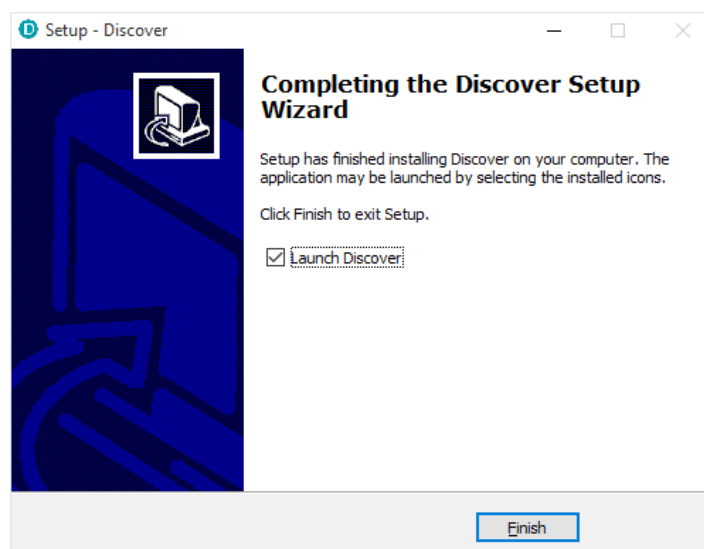 Setup - Discover
Completing the Discover Setup
Wizard
Setup has finished installing Discover on your computer. The
application may be launched by selecting the installed icons.
Click Finish to exit Setup.
Launch Discover
Finish